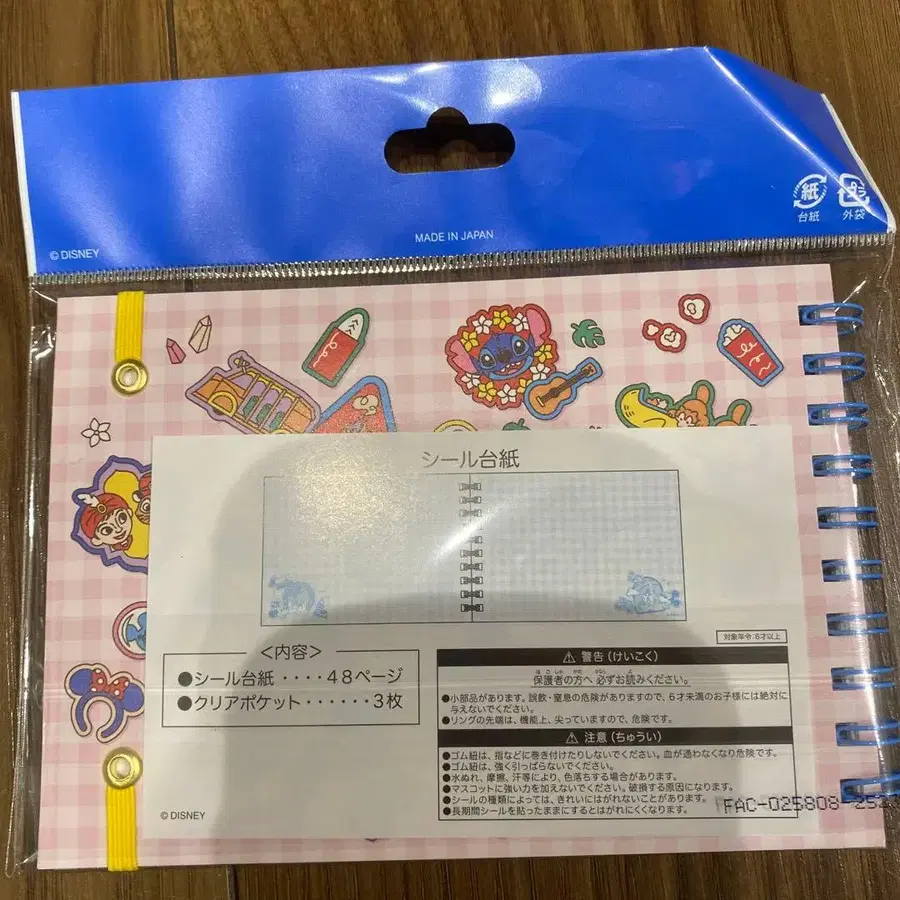 紙
プラ
台紙
外袋
MADE IN JAPAN
© DISNEY
シール台紙
<内容>
●シール台紙・・・・48ページ
●クリアポケット・・・・・・・3枚
対象年令:6才以上
⚠ 警告(けいこく)
ほごしゃ かた かなら よ
保護者の方へ 必ずお読みください。
●小部品があります。誤飲・窒息の危険がありますので、6才未満のお子様には絶対に
与えないでください。
●リングの先端は、機能上、尖っていますので、危険です。
⚠ 注意(ちゅうい)
●ゴム紐は、指などに巻き付けたりしないでください。血が通わなくなり危険です。
●ゴム紐は、強く引っぱらないでください。
●水ぬれ、摩擦、汗等により、色落ちする場合があります。
●マスコットに強い力を加えないでください。破損する原因になります。
●シールの種類によっては、きれいにはがれないことがあります。
●長期間シールを貼ったままにするとはがれにくくなります。
FAC-025808-252
© DISNEY